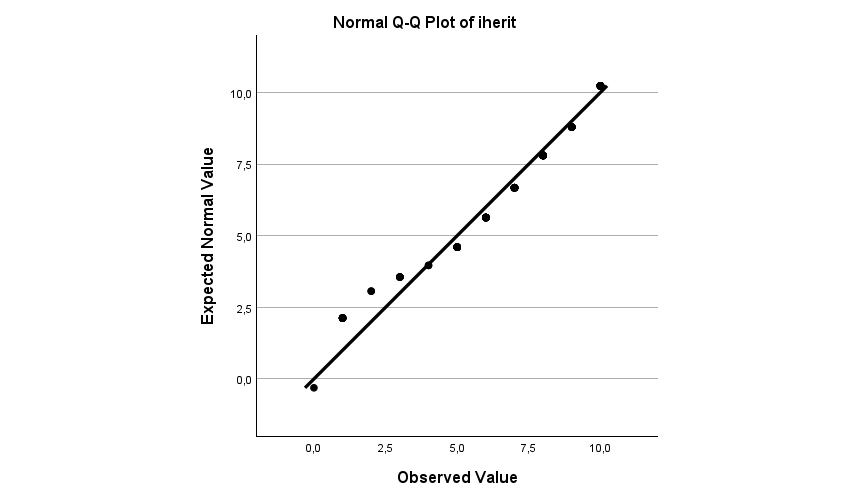 Normal Q-Q Plot of iherit
Expected Normal Value
10,0
7,5
5,0
2,5
0,0
0,0 2,5 5,0 7,5 10,0
Observed Value